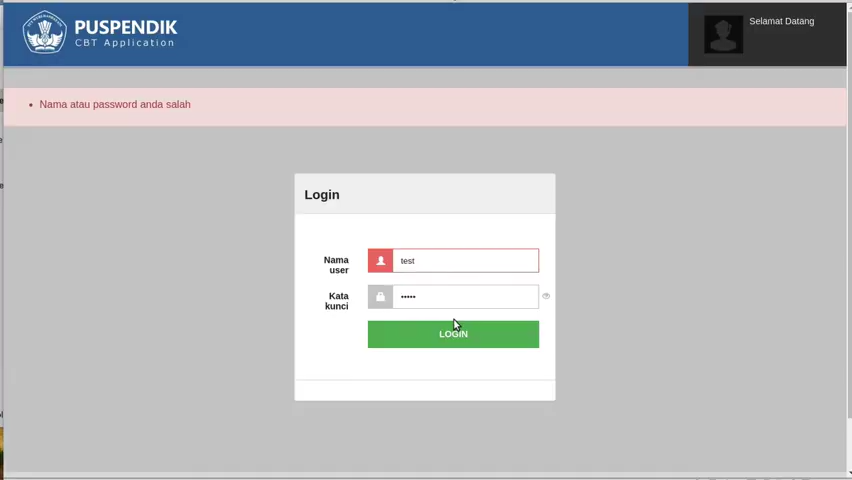 PUSPENDIK
CBT Application
Selamat Datang
Nama atau password anda salah
Login
Nama
user
test
Kata
kunci
•••••
LOGIN